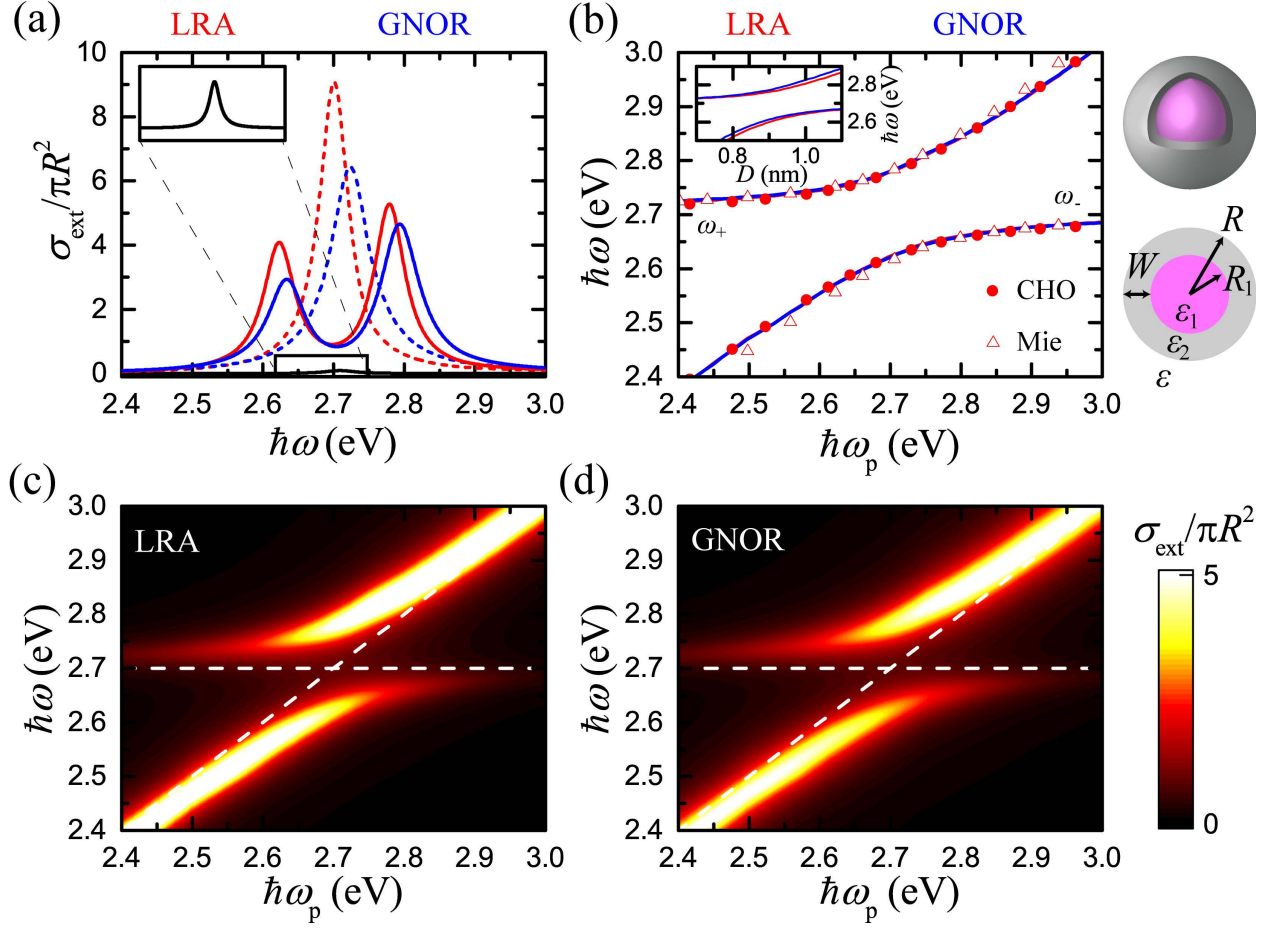 (a)
LRA
GNOR
σext/πR²
10
8
6
4
2
0
2.4 2.5 2.6 2.7 2.8 2.9 3.0
ħω (eV)
(b)
LRA
GNOR
ħω (eV)
3.0
2.9
2.8
2.7
2.6
2.5
2.4
2.8
2.6
ħω (eV)
0.8 1.0
D (nm)
ω+
ω-
CHO
Mie
2.4 2.5 2.6 2.7 2.8 2.9 3.0
ħωp (eV)
R
W
R1
ε1
ε2
ε
(c)
LRA
ħω (eV)
3.0
2.9
2.8
2.7
2.6
2.5
2.4
2.4 2.5 2.6 2.7 2.8 2.9 3.0
ħωp (eV)
(d)
GNOR
ħω (eV)
3.0
2.9
2.8
2.7
2.6
2.5
2.4
2.4 2.5 2.6 2.7 2.8 2.9 3.0
ħωp (eV)
σext/πR²
5
0